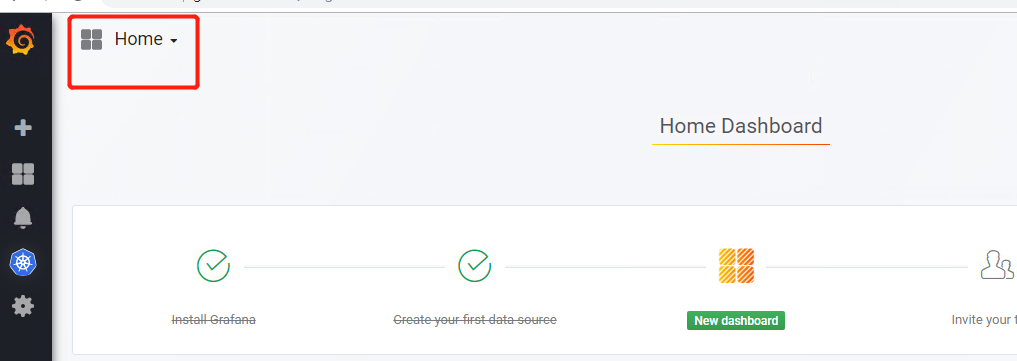 Home
Home Dashboard
Install Grafana
Create your first data source
New dashboard
Invite your